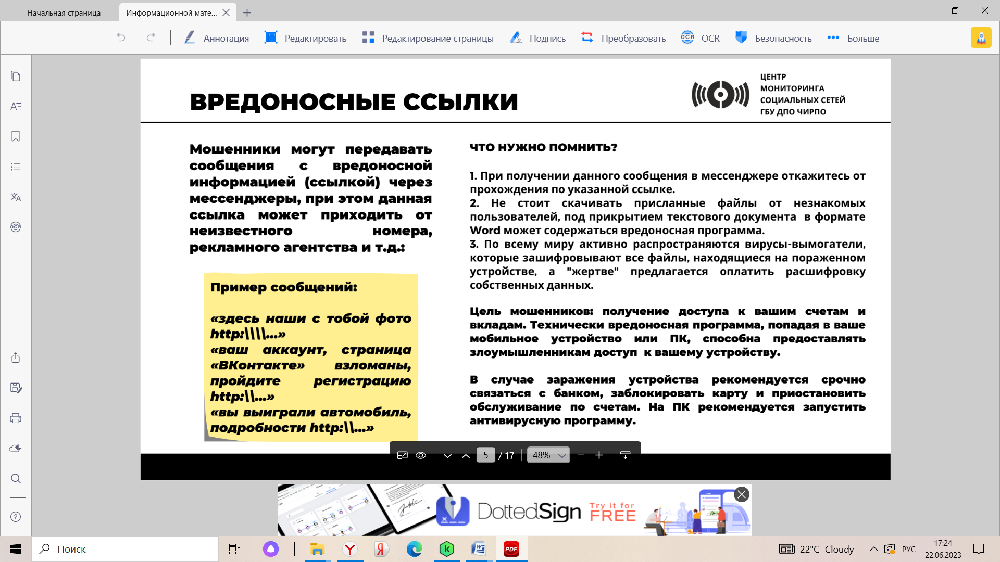 Начальная страница
Информационной мате...
Аннотация
Редактировать
Редактирование страницы
Подпись
Преобразовать
OCR
OCR
Безопасность
Больше
ВРЕДОНОСНЫЕ ССЫЛКИ
ЦЕНТР
МОНИТОРИНГА
СОЦИАЛЬНЫХ СЕТЕЙ
ГБУ ДПО ЧИРПО
Мошенники могут передавать
сообщения с вредоносной
информацией (ссылкой) через
мессенджеры, при этом данная
ссылка может приходить от
неизвестного номера,
рекламного агентства и т.д.:
Пример сообщений:
«здесь наши с тобой фото
http:\\\\...»
«ваш аккаунт, страница
«ВКонтакте» взломаны,
пройдите регистрацию
http:\\...»
«вы выиграли автомобиль,
подробности http:\\...»
ЧТО НУЖНО ПОМНИТЬ?
1. При получении данного сообщения в мессенджере откажитесь от
прохождения по указанной ссылке.
2. Не стоит скачивать присланные файлы от незнакомых
пользователей, под прикрытием текстового документа в формате
Word может содержаться вредоносная программа.
3. По всему миру активно распространяются вирусы-вымогатели,
которые зашифровывают все файлы, находящиеся на пораженном
устройстве, а "жертве" предлагается оплатить расшифровку
собственных данных.
Цель мошенников: получение доступа к вашим счетам и
вкладам. Технически вредоносная программа, попадая в ваше
мобильное устройство или ПК, способна предоставлять
злоумышленникам доступ к вашему устройству.
В случае заражения устройства рекомендуется срочно
связаться с банком, заблокировать карту и приостановить
обслуживание по счетам. На ПК рекомендуется запустить
антивирусную программу.
OCR
5 / 17
48%
DottedSign
Try it for
FREE
Поиск
PDF
22°C Cloudy
РУС
17:24
22.06.2023